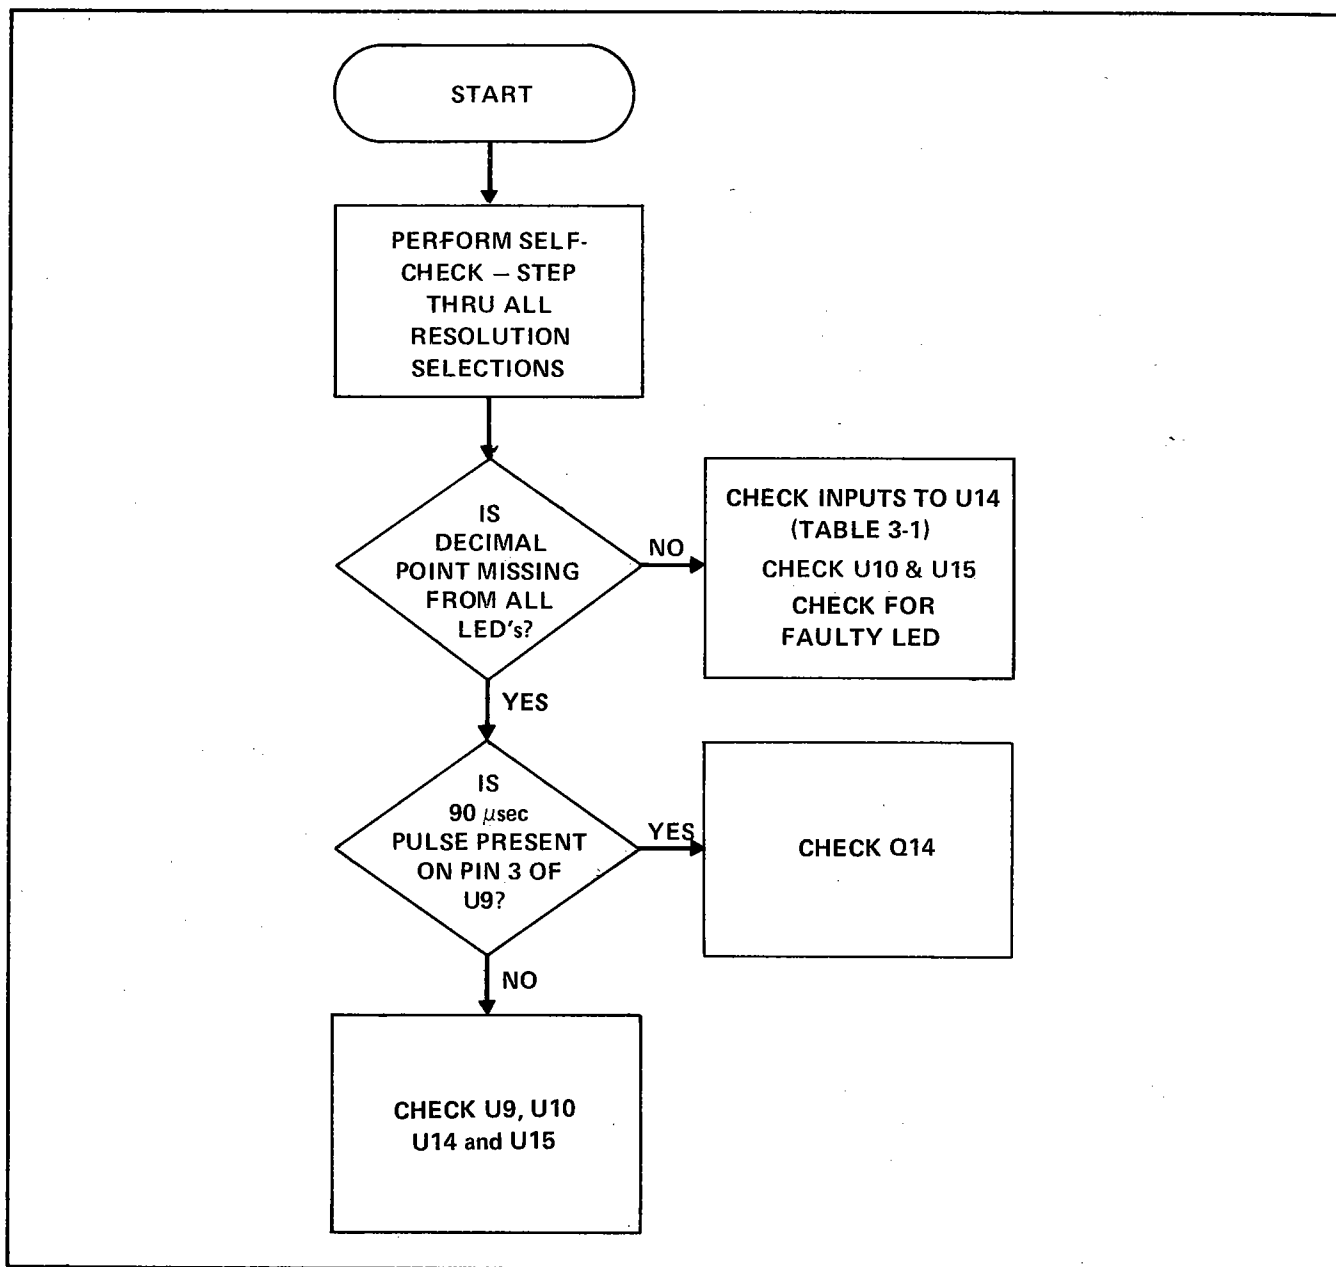 START
PERFORM SELF-
CHECK – STEP
THRU ALL
RESOLUTION
SELECTIONS
IS
DECIMAL
POINT MISSING
FROM ALL
LED's?
NO
CHECK INPUTS TO U14
(TABLE 3-1)
CHECK U10 & U15
CHECK FOR
FAULTY LED
YES
IS
90 μsec
PULSE PRESENT
ON PIN 3 OF
U9?
YES
CHECK Q14
NO
CHECK U9, U10
U14 and U15